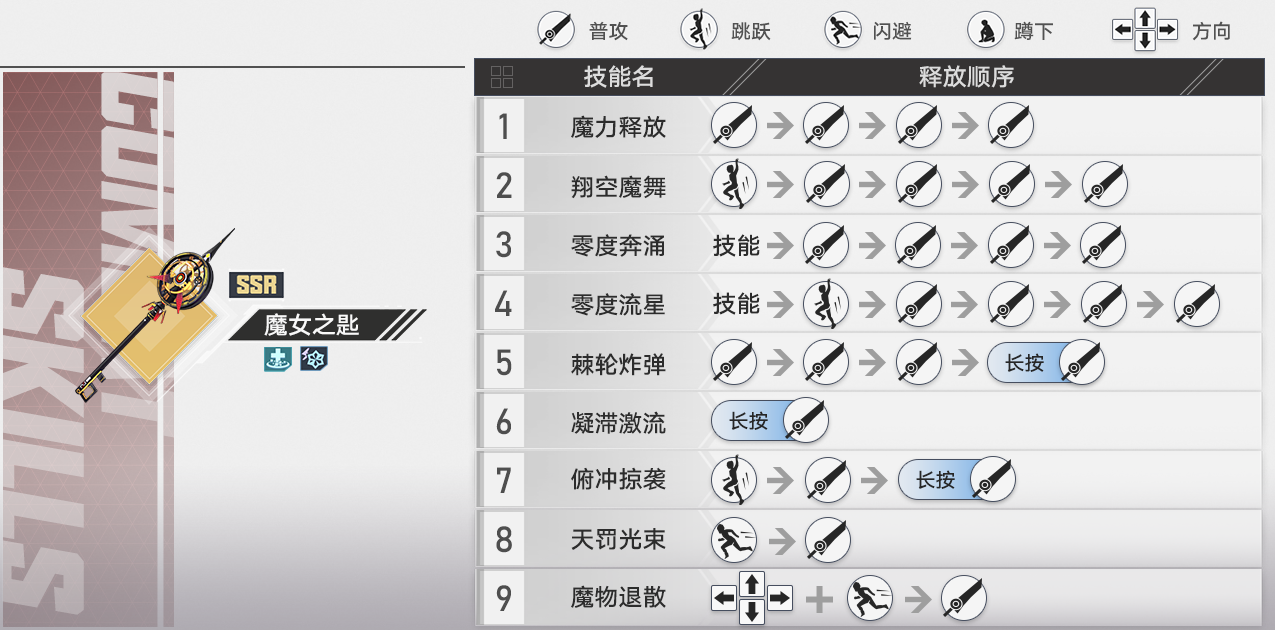 普攻 跳跃 闪避 蹲下 方向
技能名 释放顺序
COMBAT
SKILLS
SSR
魔女之匙
1 魔力释放
2 翔空魔舞
3 零度奔涌 技能
4 零度流星 技能
5 棘轮炸弹 长按
6 凝滞激流 长按
7 俯冲掠袭 长按
8 天罚光束
9 魔物退散